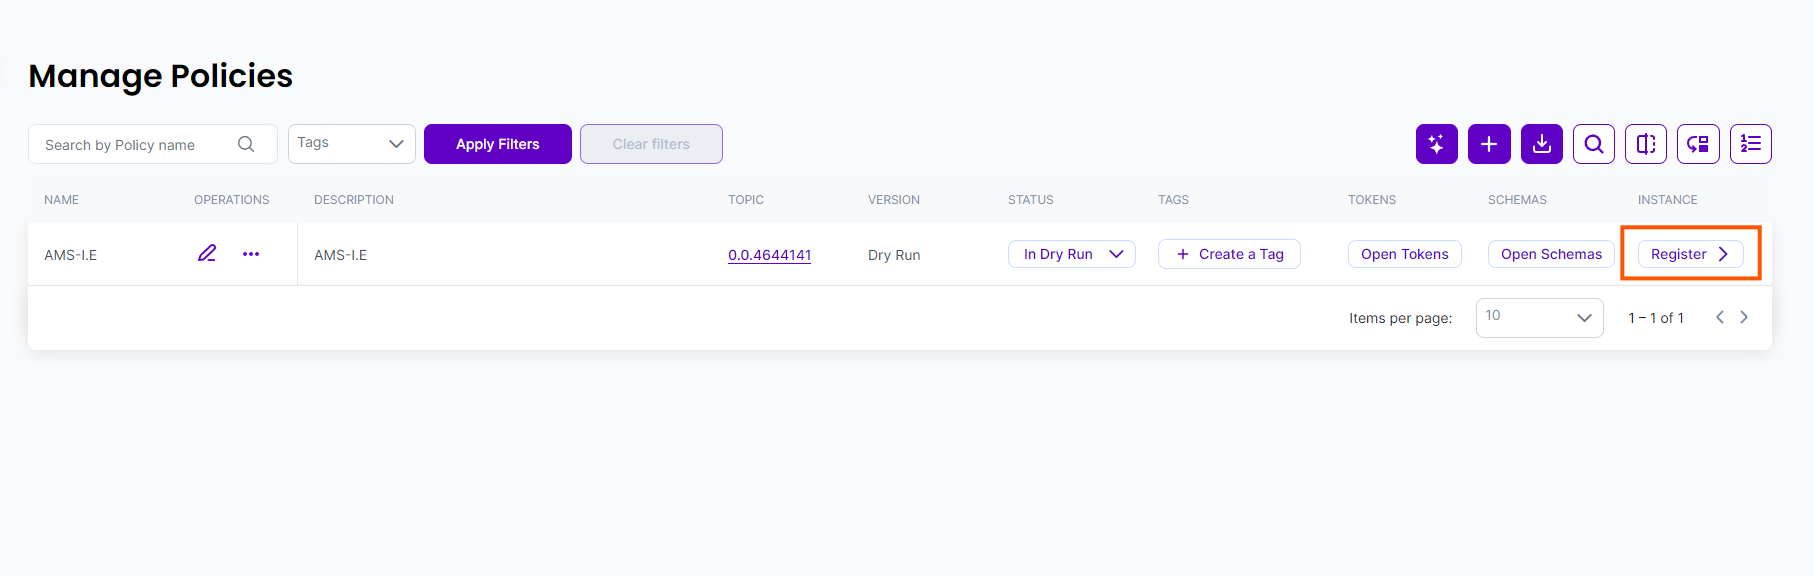 Manage Policies
Search by Policy name Tags Apply Filters Clear filters
NAME OPERATIONS DESCRIPTION TOPIC VERSION STATUS TAGS TOKENS SCHEMAS INSTANCE
AMS-I.E AMS-I.E 0.0.4644141 Dry Run In Dry Run + Create a Tag Open Tokens Open Schemas Register
Items per page: 10 1 – 1 of 1